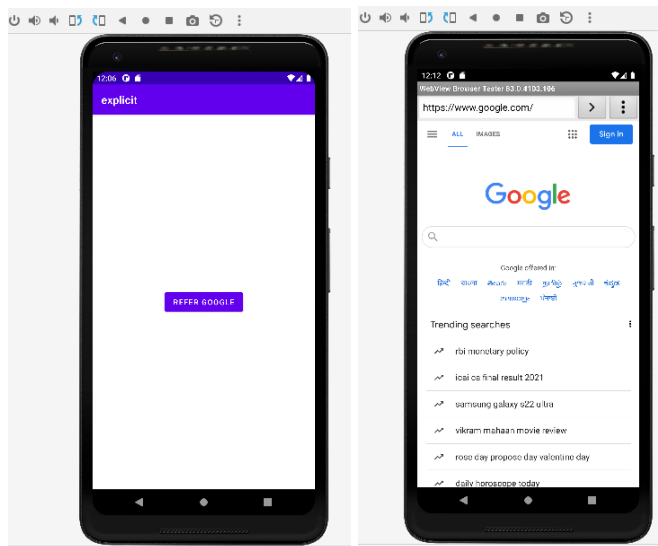 12:06
explicit
REFER GOOGLE
12:12
WebView Browser Tester 83.0.4103.106
https://www.google.com/
ALL IMAGES
Sign in
Google
Google offered in:
हिन्दी বাংলা తెలుగు मराठी தமிழ் ગુજરાતી ಕನ್ನಡ
മലയാളം ਪੰਜਾਬੀ
Trending searches
rbi monetary policy
icai ca final result 2021
samsung galaxy s22 ultra
vikram mahaan movie review
rose day propose day valentine day
daily horoscope today